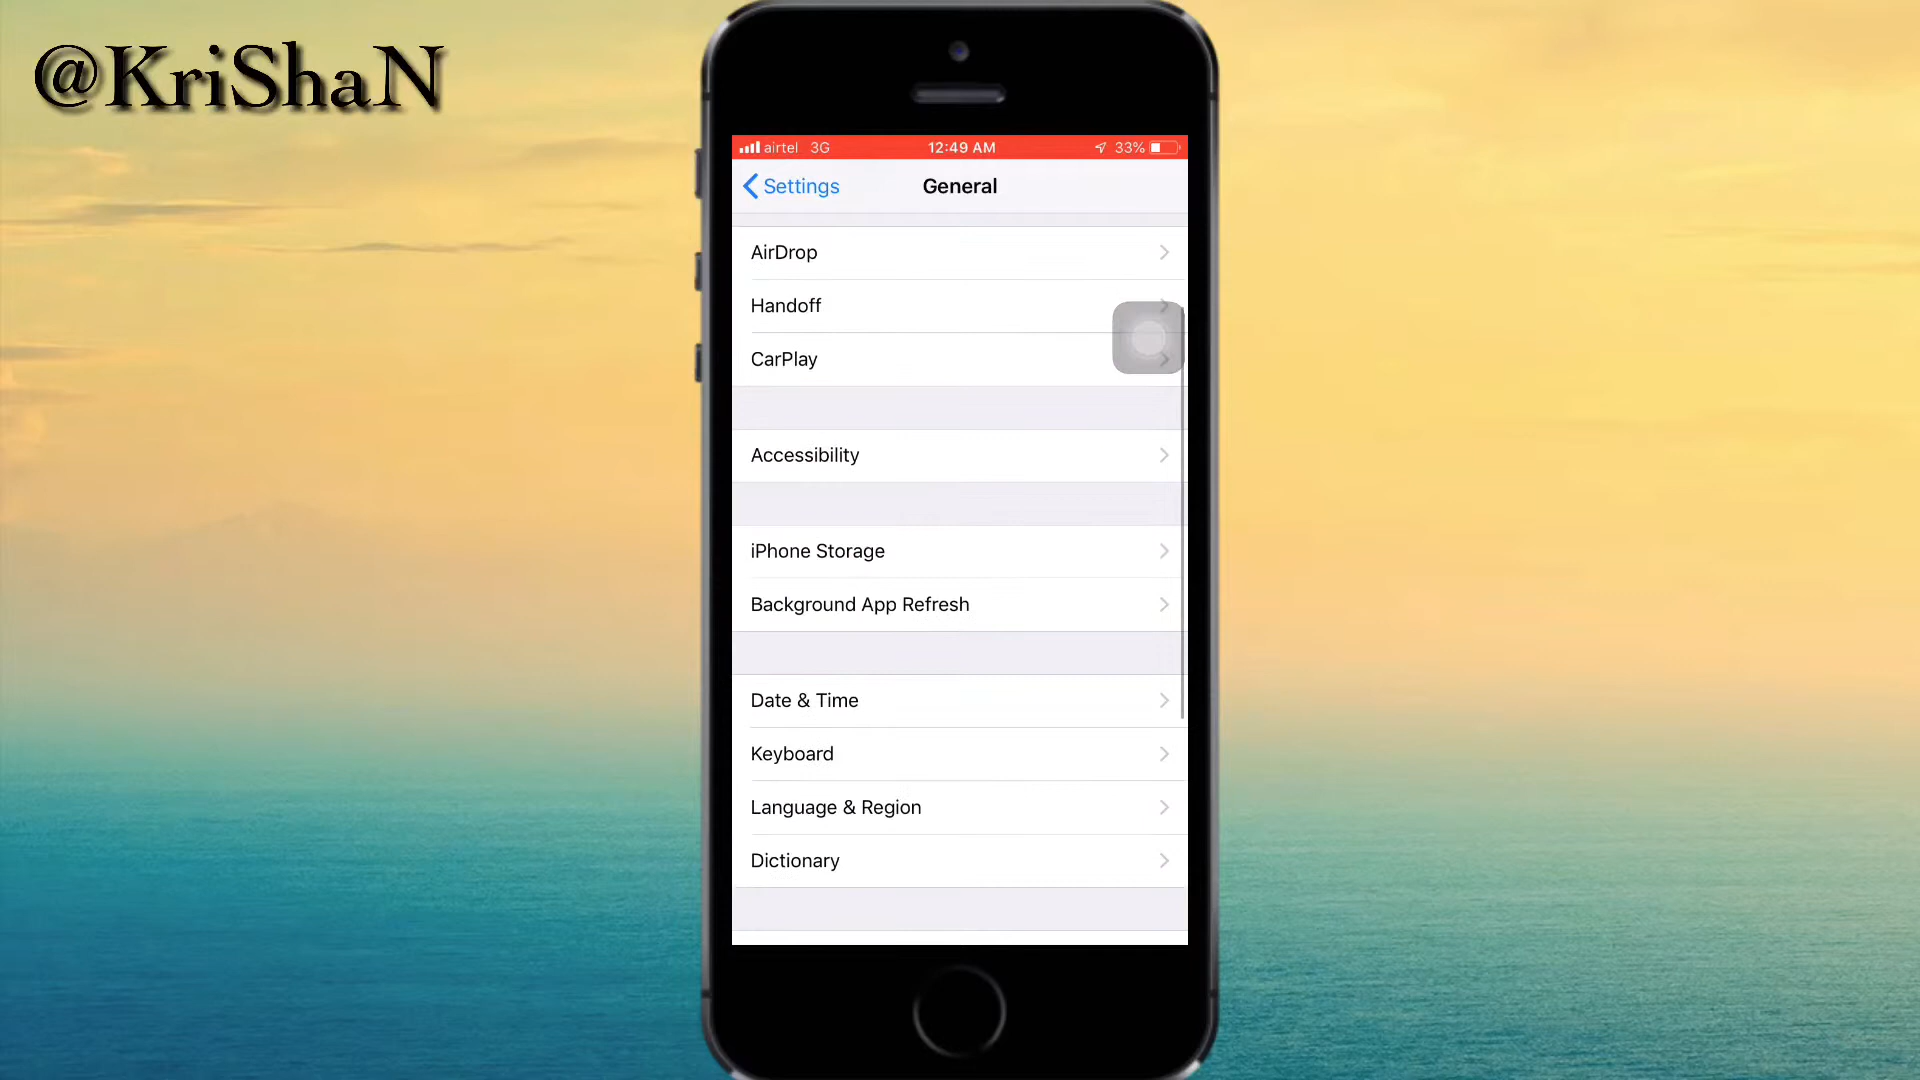 @KriShaN
airtel 3G 12:49 AM 33%
Settings General
AirDrop
Handoff
CarPlay
Accessibility
iPhone Storage
Background App Refresh
Date & Time
Keyboard
Language & Region
Dictionary